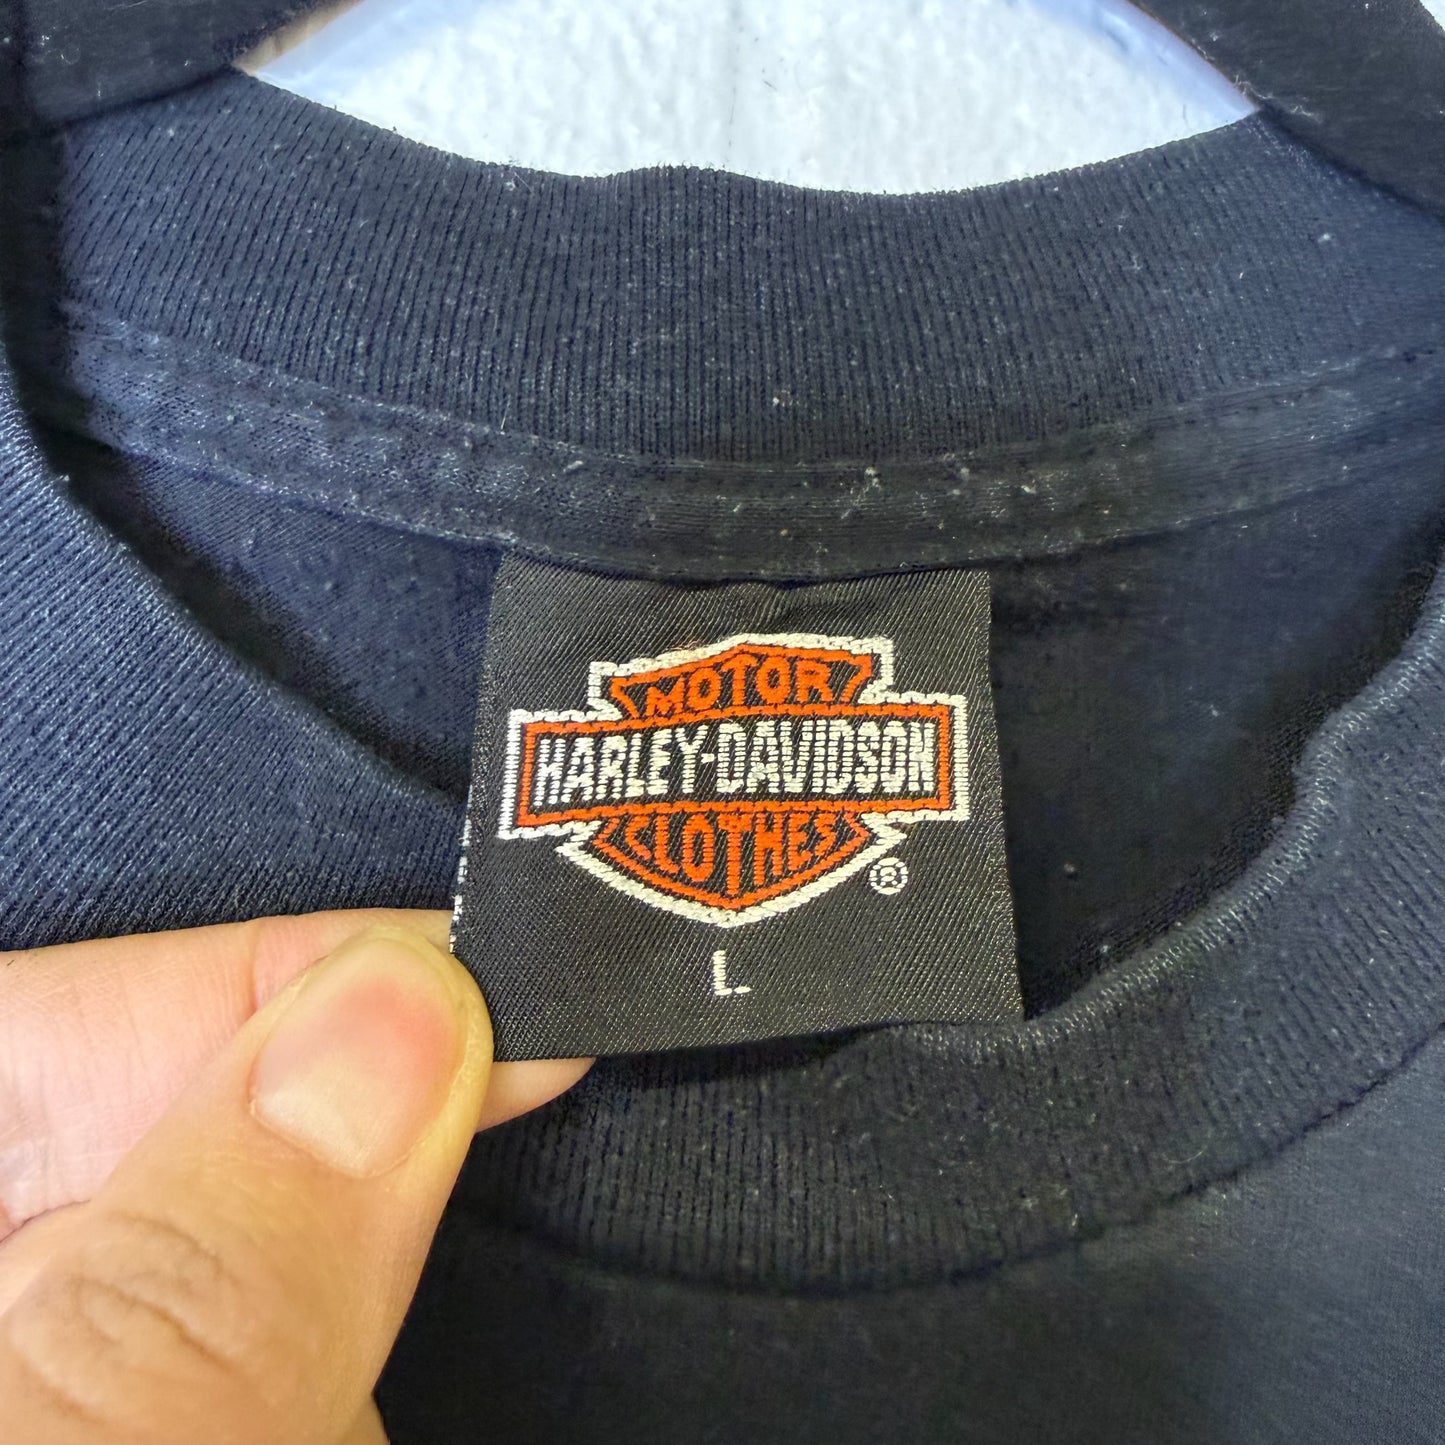 MOTOR
HARLEY-DAVIDSON
CLOTHES
®
L